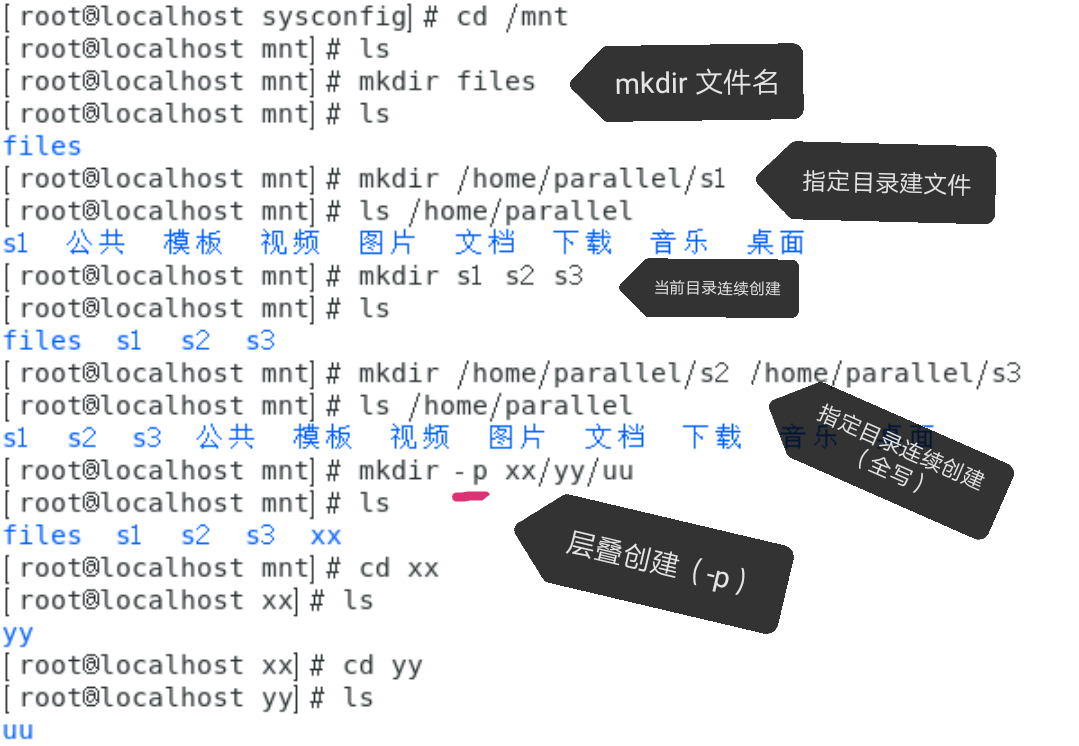 [root@localhost sysconfig]# cd /mnt
[root@localhost mnt]# ls
[root@localhost mnt]# mkdir files
mkdir 文件名
[root@localhost mnt]# ls
files
[root@localhost mnt]# mkdir /home/parallel/s1
指定目录建文件
[root@localhost mnt]# ls /home/parallel
s1 公共 模板 视频 图片 文档 下载 音乐 桌面
[root@localhost mnt]# mkdir s1 s2 s3
当前目录连续创建
[root@localhost mnt]# ls
files s1 s2 s3
[root@localhost mnt]# mkdir /home/parallel/s2 /home/parallel/s3
[root@localhost mnt]# ls /home/parallel
s1 s2 s3 公共 模板 视频 图片 文档 下载 音乐 桌面
指定目录连续创建
（全写）
[root@localhost mnt]# mkdir -p xx/yy/uu
[root@localhost mnt]# ls
files s1 s2 s3 xx
层叠创建（-p）
[root@localhost mnt]# cd xx
[root@localhost xx]# ls
yy
[root@localhost xx]# cd yy
[root@localhost yy]# ls
uu